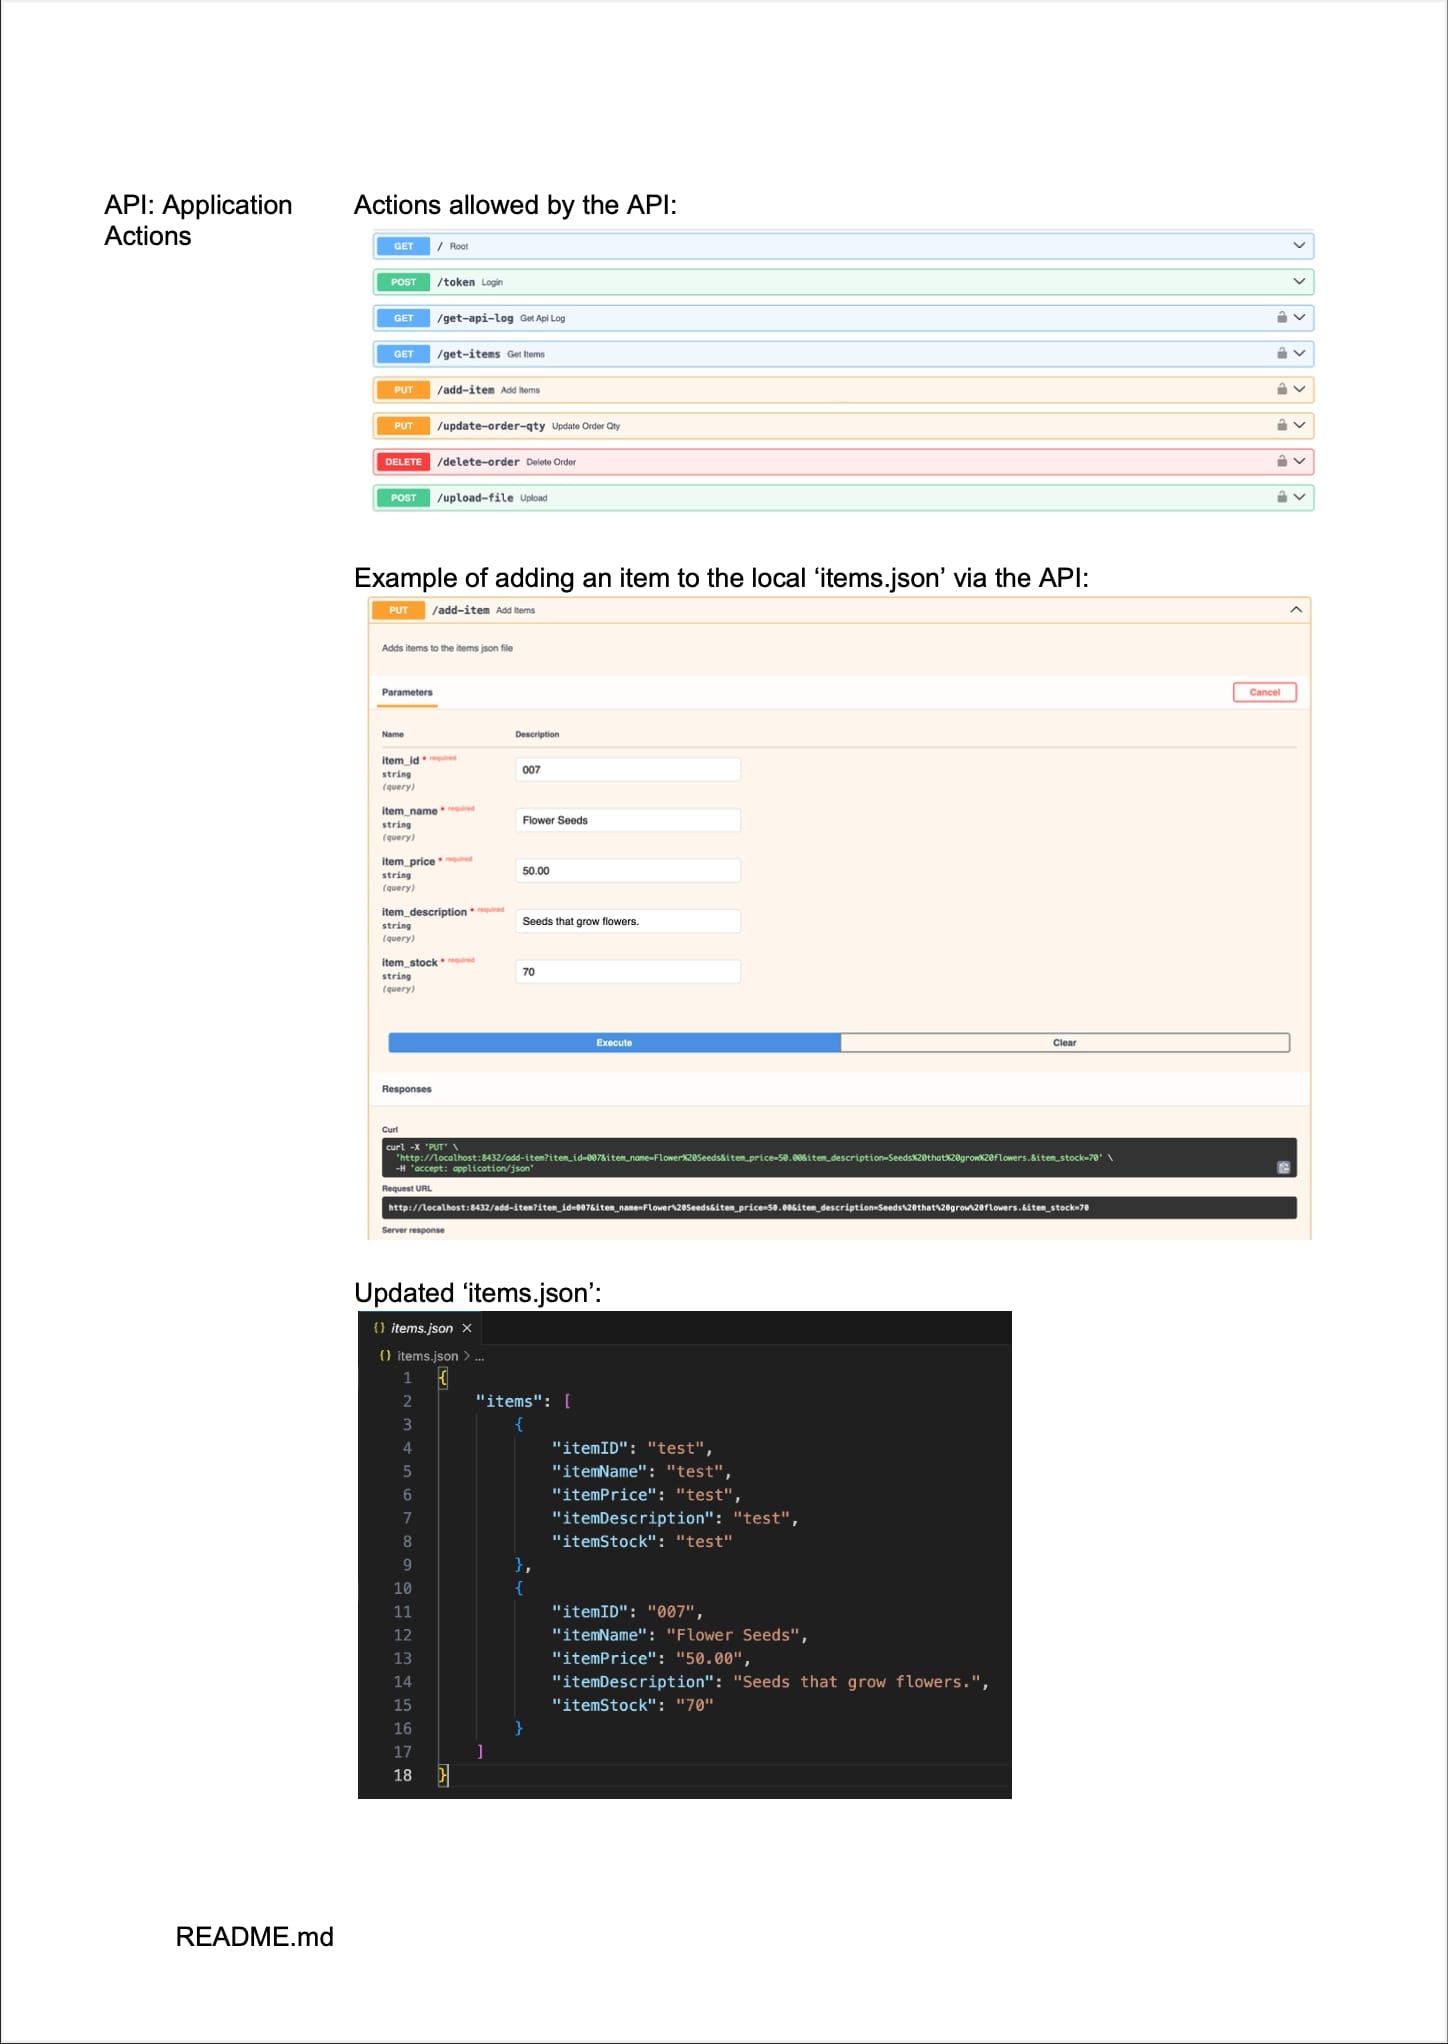 API: Application
Actions
Actions allowed by the API:
GET / Root
POST /token Login
GET /get-api-log Get Api Log
GET /get-items Get Items
PUT /add-item Add Items
PUT /update-order-qty Update Order Qty
DELETE /delete-order Delete Order
POST /upload-file Upload
Example of adding an item to the local ‘items.json’ via the API:
PUT /add-item Add Items
Adds items to the items json file
Parameters
Cancel
Name Description
item_id * required
string
(query)
007
item_name * required
string
(query)
Flower Seeds
item_price * required
string
(query)
50.00
item_description * required
string
(query)
Seeds that grow flowers.
item_stock * required
string
(query)
70
Execute Clear
Responses
Curl
curl -X 'PUT' \
'http://localhost:8432/add-item?item_id=007&item_name=Flower%20Seeds&item_price=50.00&item_description=Seeds%20that%20grow%20flowers.&item_stock=70' \
-H 'accept: application/json'
Request URL
http://localhost:8432/add-item?item_id=007&item_name=Flower%20Seeds&item_price=50.00&item_description=Seeds%20that%20grow%20flowers.&item_stock=70
Server response
Updated ‘items.json’:
{} items.json ×
{} items.json > ...
1 {
2 "items": [
3 {
4 "itemID": "test",
5 "itemName": "test",
6 "itemPrice": "test",
7 "itemDescription": "test",
8 "itemStock": "test"
9 },
10 {
11 "itemID": "007",
12 "itemName": "Flower Seeds",
13 "itemPrice": "50.00",
14 "itemDescription": "Seeds that grow flowers.",
15 "itemStock": "70"
16 }
17 ]
18 }
README.md